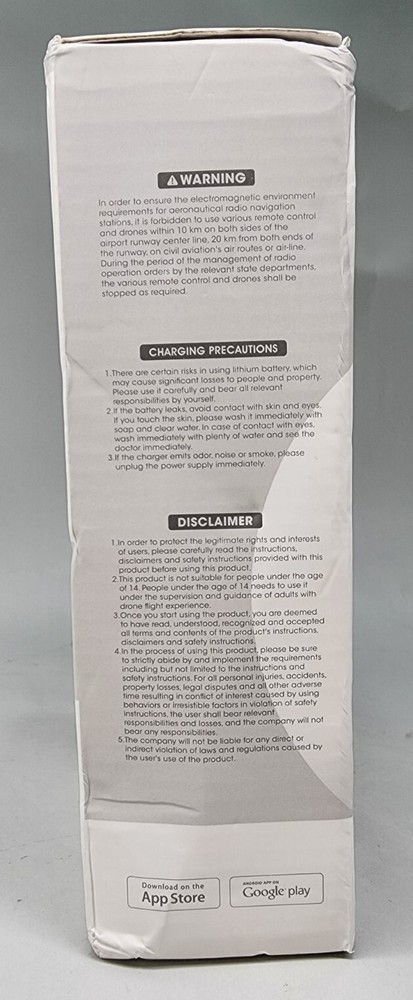 WARNING
In order to ensure the electromagnetic environment
requirements for aeronautical radio navigation
stations, it is forbidden to use various remote control
and drones within 10 km on both sides of the
airport runway center line, 20 km from both ends of
the runway, on civil aviation's air routes or air-line.
During the period of the management of radio
operation orders by the relevant state departments,
the various remote control and drones shall be
stopped as required.
CHARGING PRECAUTIONS
1.There are certain risks in using lithium battery, which
may cause significant losses to people and property.
Please use it carefully and bear all relevant
responsibilities by yourself.
2.If the battery leaks, avoid contact with skin and eyes.
If you touch the skin, please wash it immediately with
soap and clear water. In case of contact with eyes,
wash immediately with plenty of water and see the
doctor immediately.
3.If the charger emits odor, noise or smoke, please
unplug the power supply immediately.
DISCLAIMER
1.In order to protect the legitimate rights and interests
of users, please carefully read the instructions,
disclaimers and safety instructions provided with this
product before using this product.
2.This product is not suitable for people under the age
of 14. People under the age of 14 needs to use it
under the supervision and guidance of adults with
drone flight experience.
3.Once you start using the product, you are deemed
to have read, understood, recognized and accepted
all terms and contents of the product's instructions,
disclaimers and safety instructions.
4.In the process of using this product, please be sure
to strictly abide by and implement the requirements
including but not limited to the instructions and
safety instructions. For all personal injuries, accidents,
property losses, legal disputes and all other adverse
time resulting in conflict of interest caused by using
behaviors or irresistible factors in violation of safety
instructions, the user shall bear relevant
responsibilities and losses, and the company will not
bear any responsibilities.
5.The company will not be liable for any direct or
indirect violation of laws and regulations caused by
the user's use of the product.
Download on the
App Store
ANDROID APP ON
Google play